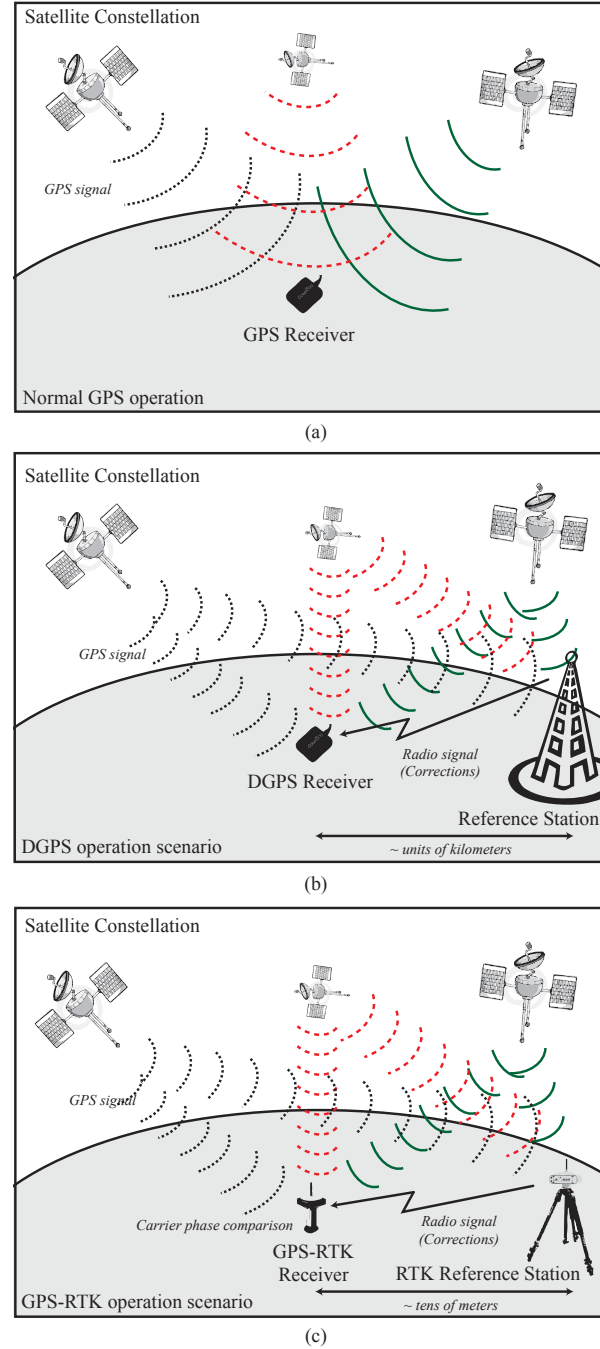 Satellite Constellation
GPS signal
GPS Receiver
Normal GPS operation
(a)
Satellite Constellation
GPS signal
Radio signal
(Corrections)
DGPS Receiver
Reference Station
~ units of kilometers
DGPS operation scenario
(b)
Satellite Constellation
GPS signal
Carrier phase comparison
Radio signal
(Corrections)
GPS-RTK
Receiver
RTK Reference Station
~ tens of meters
GPS-RTK operation scenario
(c)